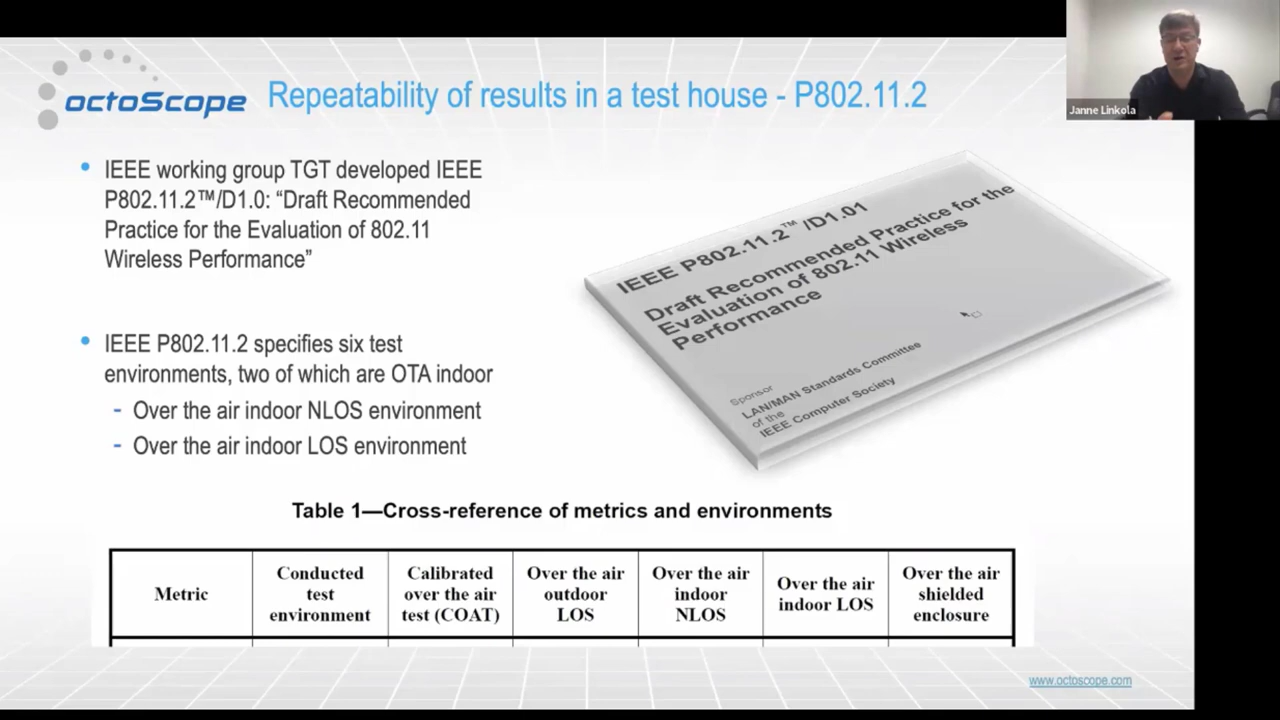 Janne Linkola
octoScope
Repeatability of results in a test house - P802.11.2
IEEE working group TGT developed IEEE
P802.11.2™/D1.0: “Draft Recommended
Practice for the Evaluation of 802.11
Wireless Performance”
IEEE P802.11.2 specifies six test
environments, two of which are OTA indoor
- Over the air indoor NLOS environment
- Over the air indoor LOS environment
IEEE P802.11.2™/D1.01
Draft Recommended Practice for the
Evaluation of 802.11 Wireless
Performance
Sponsor
LAN/MAN Standards Committee
of the
IEEE Computer Society
Table 1—Cross-reference of metrics and environments
Metric
Conducted
test
environment
Calibrated
over the air
test (COAT)
Over the air
outdoor
LOS
Over the air
indoor
NLOS
Over the air
indoor LOS
Over the air
shielded
enclosure
www.octoscope.com